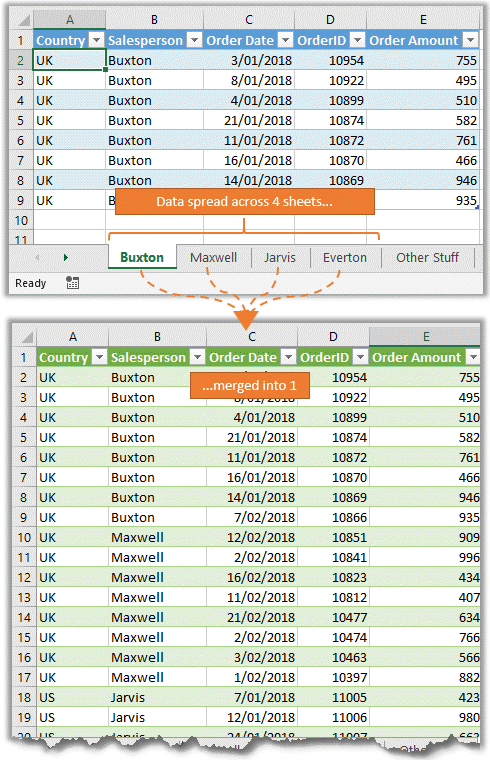 A B C D E
1 Country Salesperson Order Date OrderID Order Amount
2 UK Buxton 3/01/2018 10954 755
3 UK Buxton 8/01/2018 10922 495
4 UK Buxton 4/01/2018 10899 510
5 UK Buxton 21/01/2018 10874 582
6 UK Buxton 11/01/2018 10872 761
7 UK Buxton 16/01/2018 10870 466
8 UK Buxton 14/01/2018 10869 946
9 UK 935
Data spread across 4 sheets...
10
11
Buxton Maxwell Jarvis Everton Other Stuff
Ready
A B C D E
1 Country Salesperson Order Date OrderID Order Amount
2 UK Buxton 10954 755
...merged into 1
3 UK Buxton 8/01/2018 10922 495
4 UK Buxton 4/01/2018 10899 510
5 UK Buxton 21/01/2018 10874 582
6 UK Buxton 11/01/2018 10872 761
7 UK Buxton 16/01/2018 10870 466
8 UK Buxton 14/01/2018 10869 946
9 UK Buxton 7/02/2018 10866 935
10 UK Maxwell 12/02/2018 10851 909
11 UK Maxwell 2/02/2018 10841 996
12 UK Maxwell 16/02/2018 10823 434
13 UK Maxwell 11/02/2018 10812 407
14 UK Maxwell 21/02/2018 10477 634
15 UK Maxwell 2/02/2018 10474 766
16 UK Maxwell 3/02/2018 10463 566
17 UK Maxwell 1/02/2018 10397 882
18 US Jarvis 7/01/2018 11005 423
19 US Jarvis 12/01/2018 11006 980
20 US Jarvis 24/01/2018 11007 663